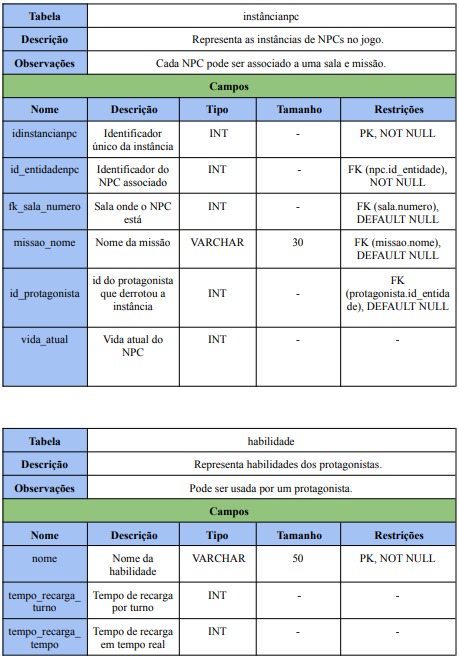 Tabela instâncianpc
Descrição Representa as instâncias de NPCs no jogo.
Observações Cada NPC pode ser associado a uma sala e missão.
Campos
Nome Descrição Tipo Tamanho Restrições
idinstancianpc Identificador único da instância INT - PK, NOT NULL
id_entidadenpc Identificador do NPC associado INT - FK (npc.id_entidade), NOT NULL
fk_sala_numero Sala onde o NPC está INT - FK (sala.numero), DEFAULT NULL
missao_nome Nome da missão VARCHAR 30 FK (missao.nome), DEFAULT NULL
id_protagonista id do protagonista que derrotou a instância INT - FK (protagonista.id_entidade), DEFAULT NULL
vida_atual Vida atual do NPC INT - -
Tabela habilidade
Descrição Representa habilidades dos protagonistas.
Observações Pode ser usada por um protagonista.
Campos
Nome Descrição Tipo Tamanho Restrições
nome Nome da habilidade VARCHAR 50 PK, NOT NULL
tempo_recarga_turno Tempo de recarga por turno INT - -
tempo_recarga_tempo Tempo de recarga em tempo real INT - -